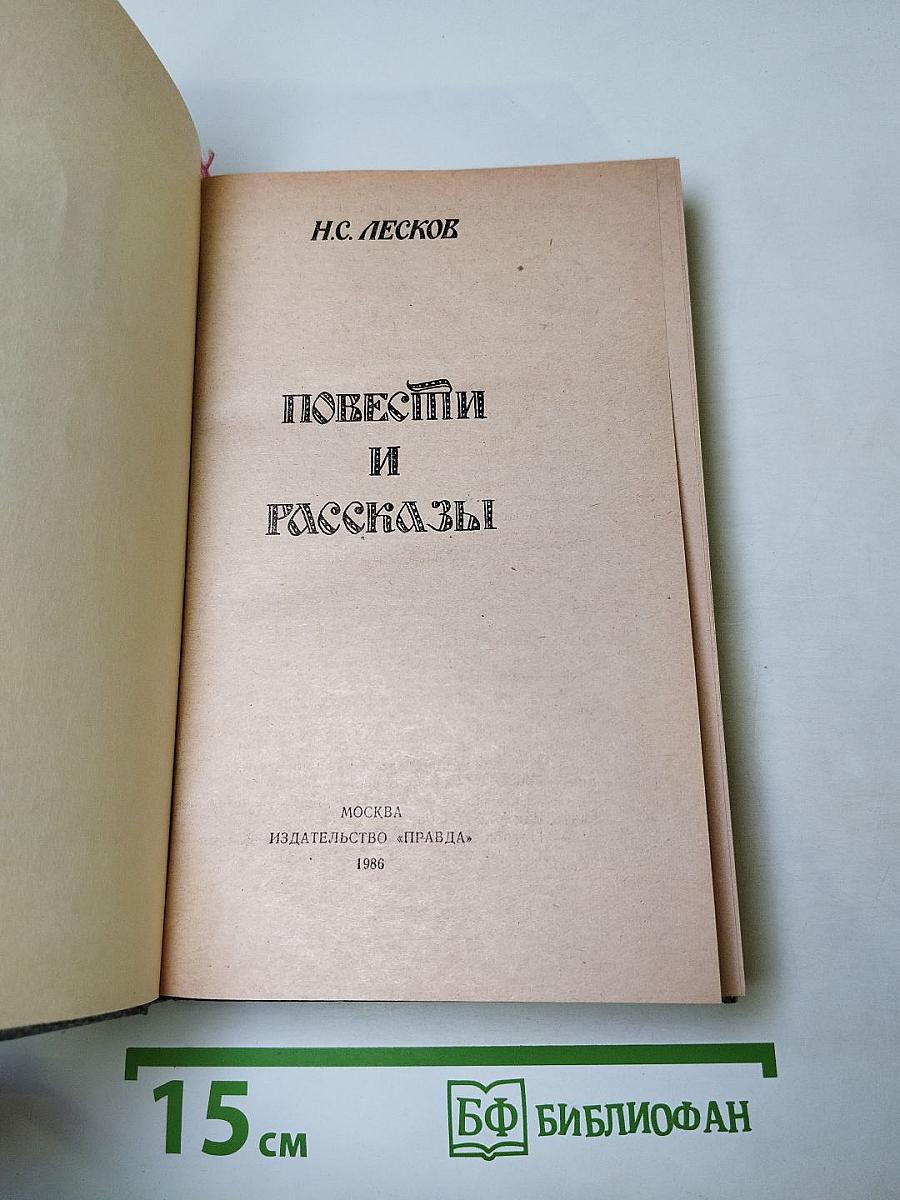 Н.С. ЛЕСКОВ
ПОВЕСТИ
И
РАССКАЗЫ
МОСКВА
ИЗДАТЕЛЬСТВО «ПРАВДА»
1986
15 см
БФ БИБЛИОФАН